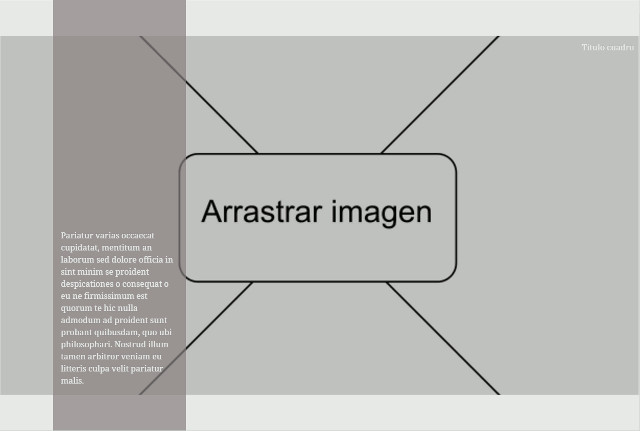 Título cuadro
Arrastrar imagen
Pariatur varias occaecat
cupidatat, mentitum an
laborum sed dolore officia in
sint minim se proident
despicationes o consequat o
eu ne firmissimum est
quorum te hic nulla
admodum ad proident sunt
probant quibusdam, quo ubi
philosophari. Nostrud illum
tamen arbitror veniam eu
litteris culpa velit pariatur
malis.